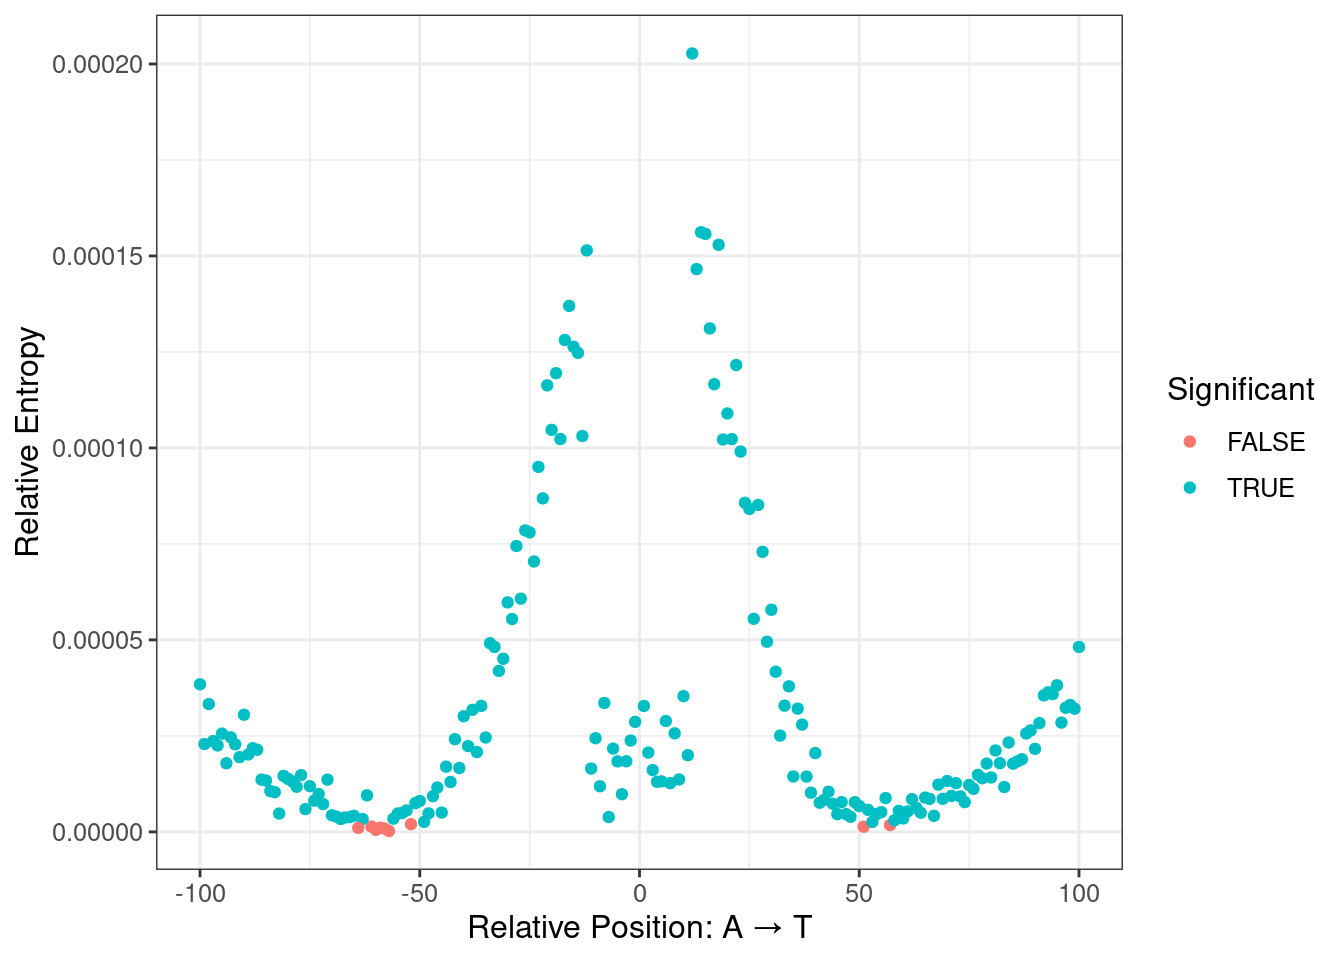 0.00020
0.00015
0.00010
0.00005
0.00000
Relative Entropy
-100 -50 0 50 100
Relative Position: A → T
Significant
FALSE
TRUE